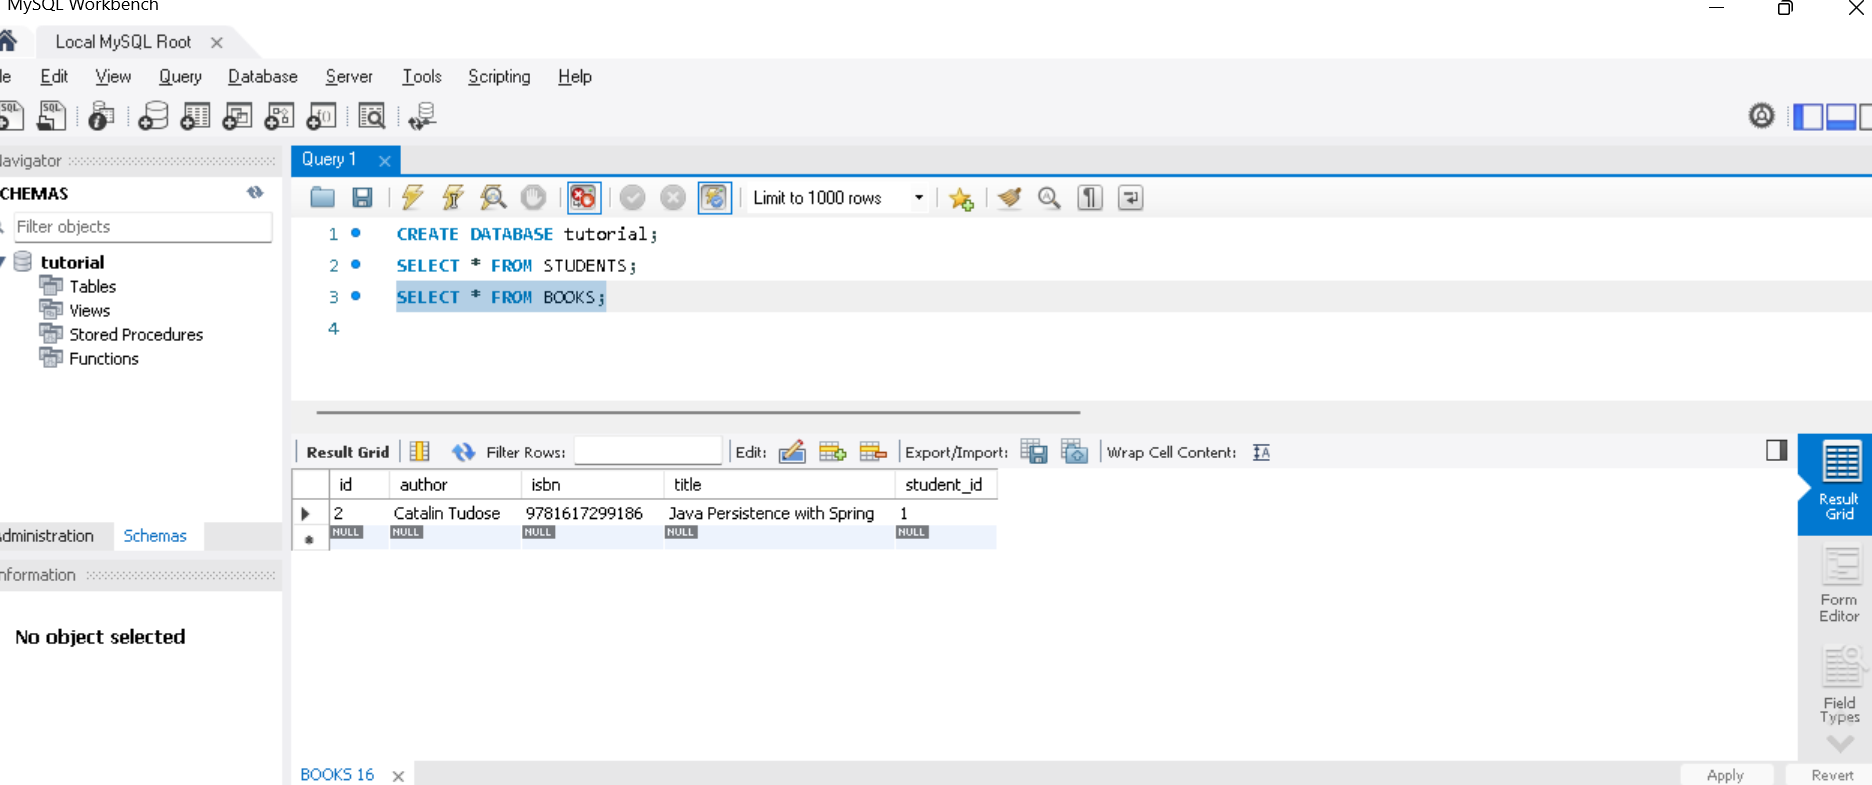 MySQL Workbench
Local MySQL Root
le Edit View Query Database Server Tools Scripting Help
SQL SQL
Navigator
CHEMAS
Filter objects
tutorial
Tables
Views
Stored Procedures
Functions
dministration Schemas
nformation
No object selected
Query 1
Limit to 1000 rows
1 CREATE DATABASE tutorial;
2 SELECT * FROM STUDENTS;
3 SELECT * FROM BOOKS;
4
Result Grid Filter Rows: Edit: Export/Import: Wrap Cell Content:
id author isbn title student_id
2 Catalin Tudose 9781617299186 Java Persistence with Spring 1
NULL NULL NULL NULL NULL
Result
Grid
Form
Editor
Field
Types
BOOKS 16
Apply Revert